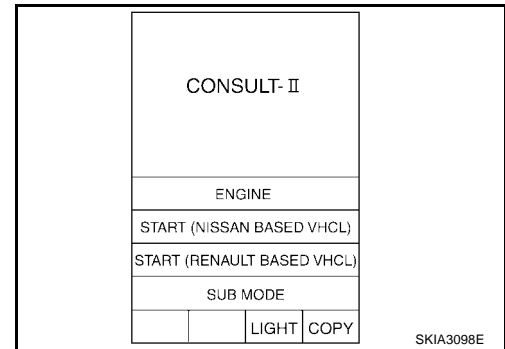 CONSULT-Ⅱ
ENGINE
START (NISSAN BASED VHCL)
START (RENAULT BASED VHCL)
SUB MODE
LIGHT COPY
SKIA3098E